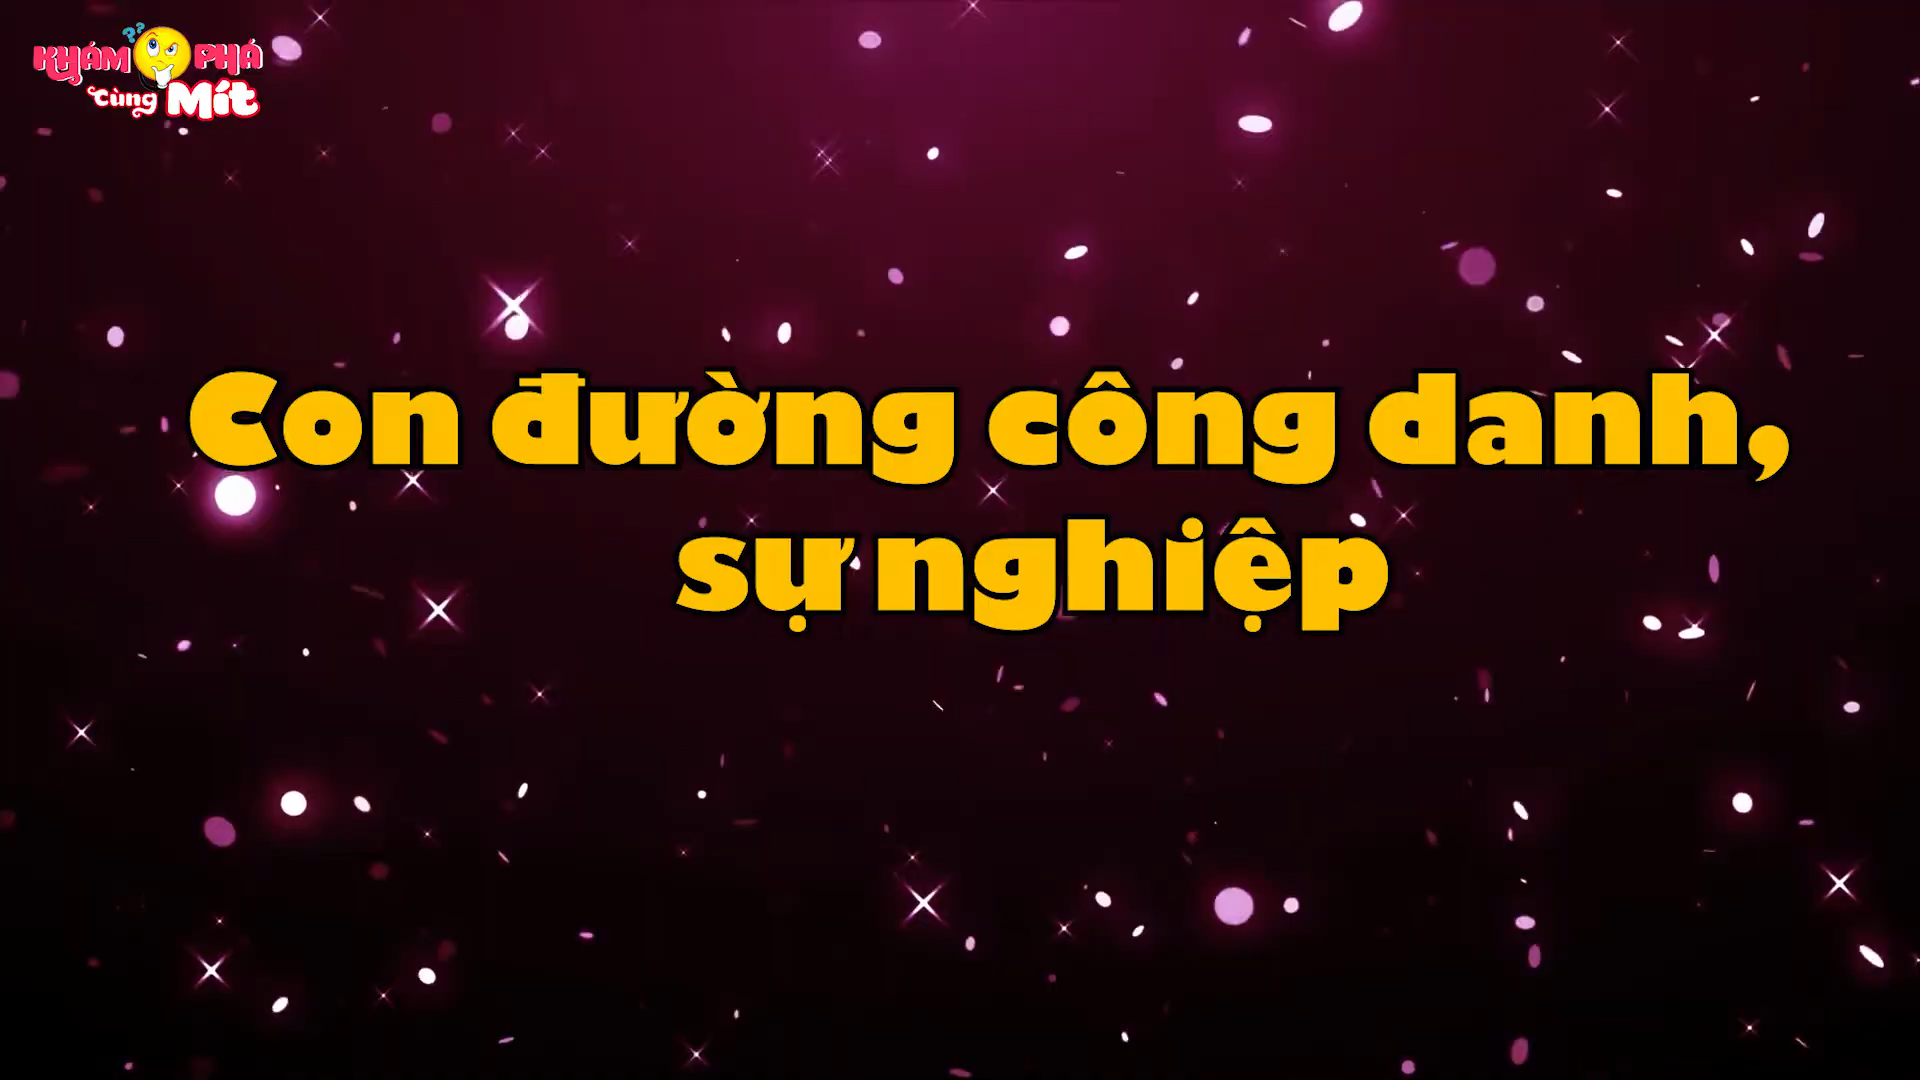 KHÁM PHÁ
cùng Mít
Con đường công danh,
sự nghiệp